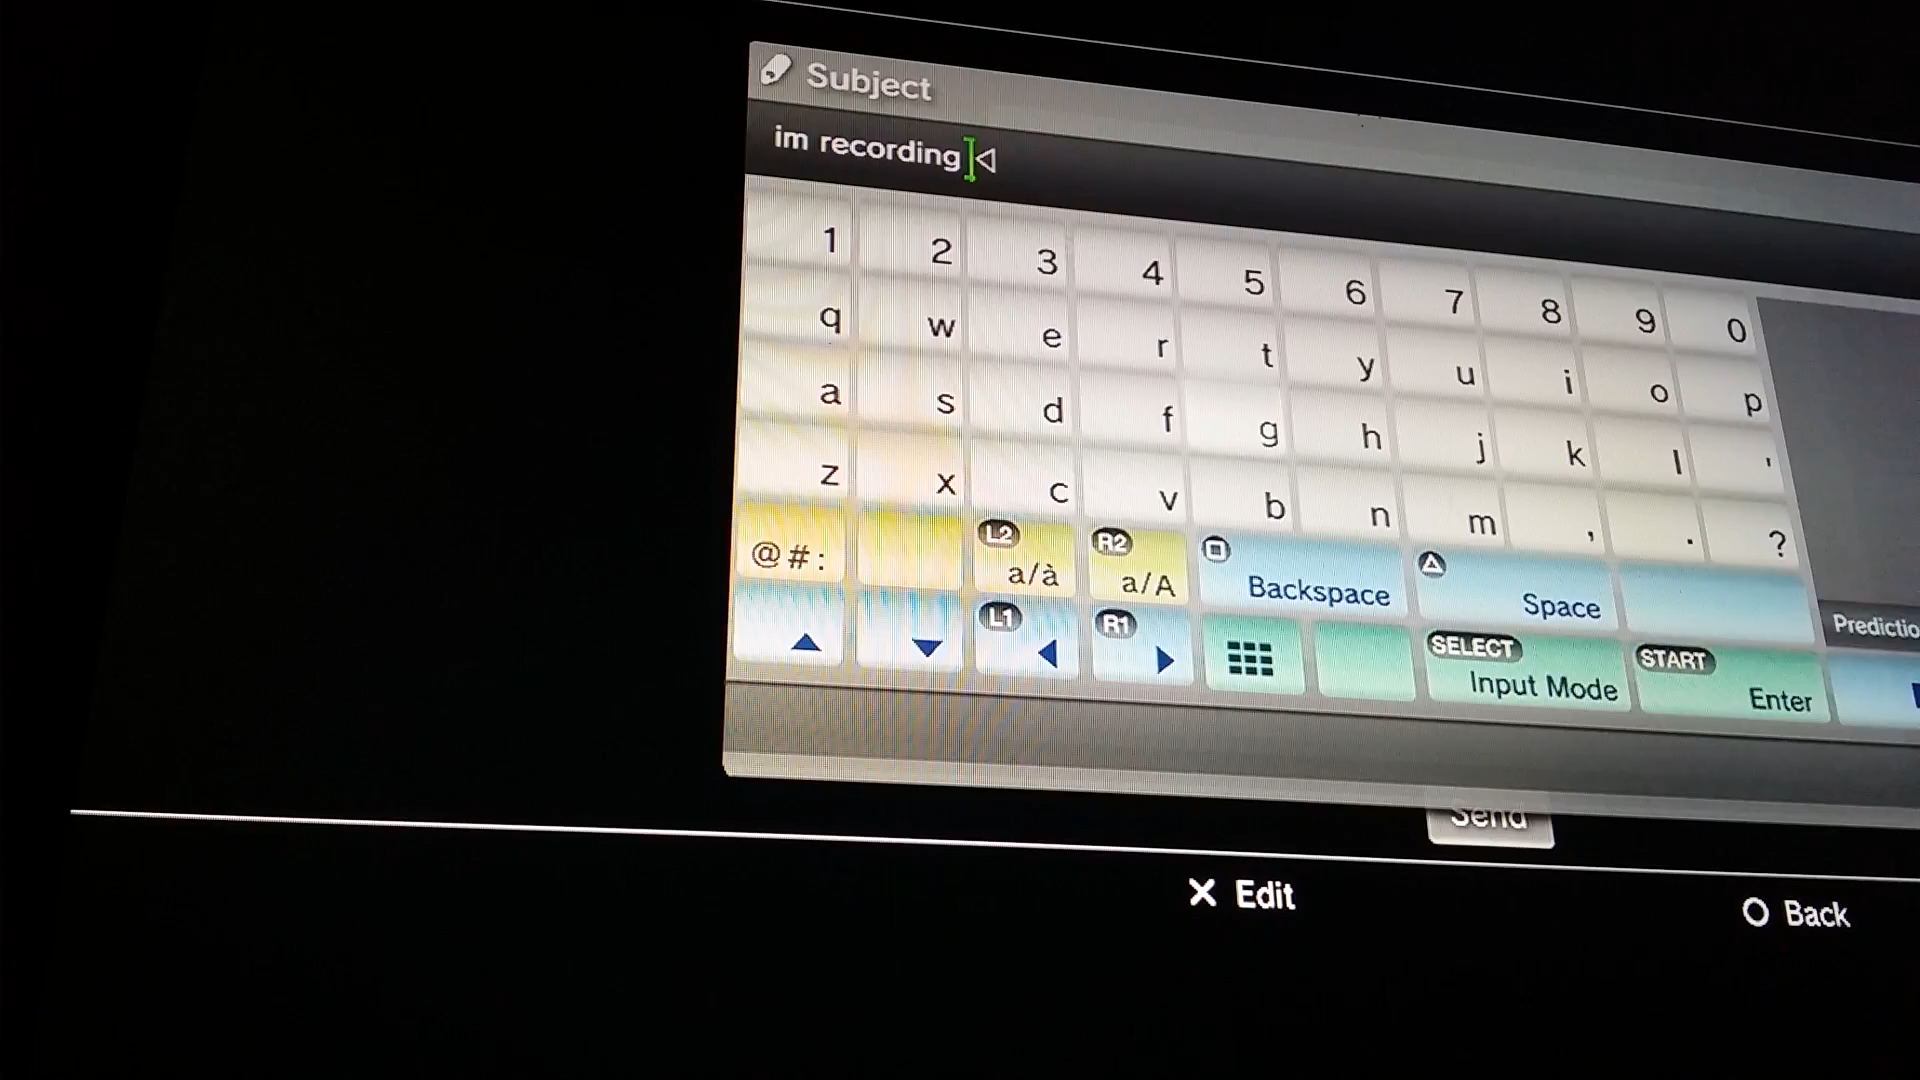 Subject
im recording
1 2 3 4 5 6 7 8 9 0
q w e r t y u i o p
a s d f g h j k l '
z x c v b n m , . ?
@#: L2 a/à R2 a/A Backspace Space
L1 R1 SELECT Input Mode START Enter
Send
X Edit O Back